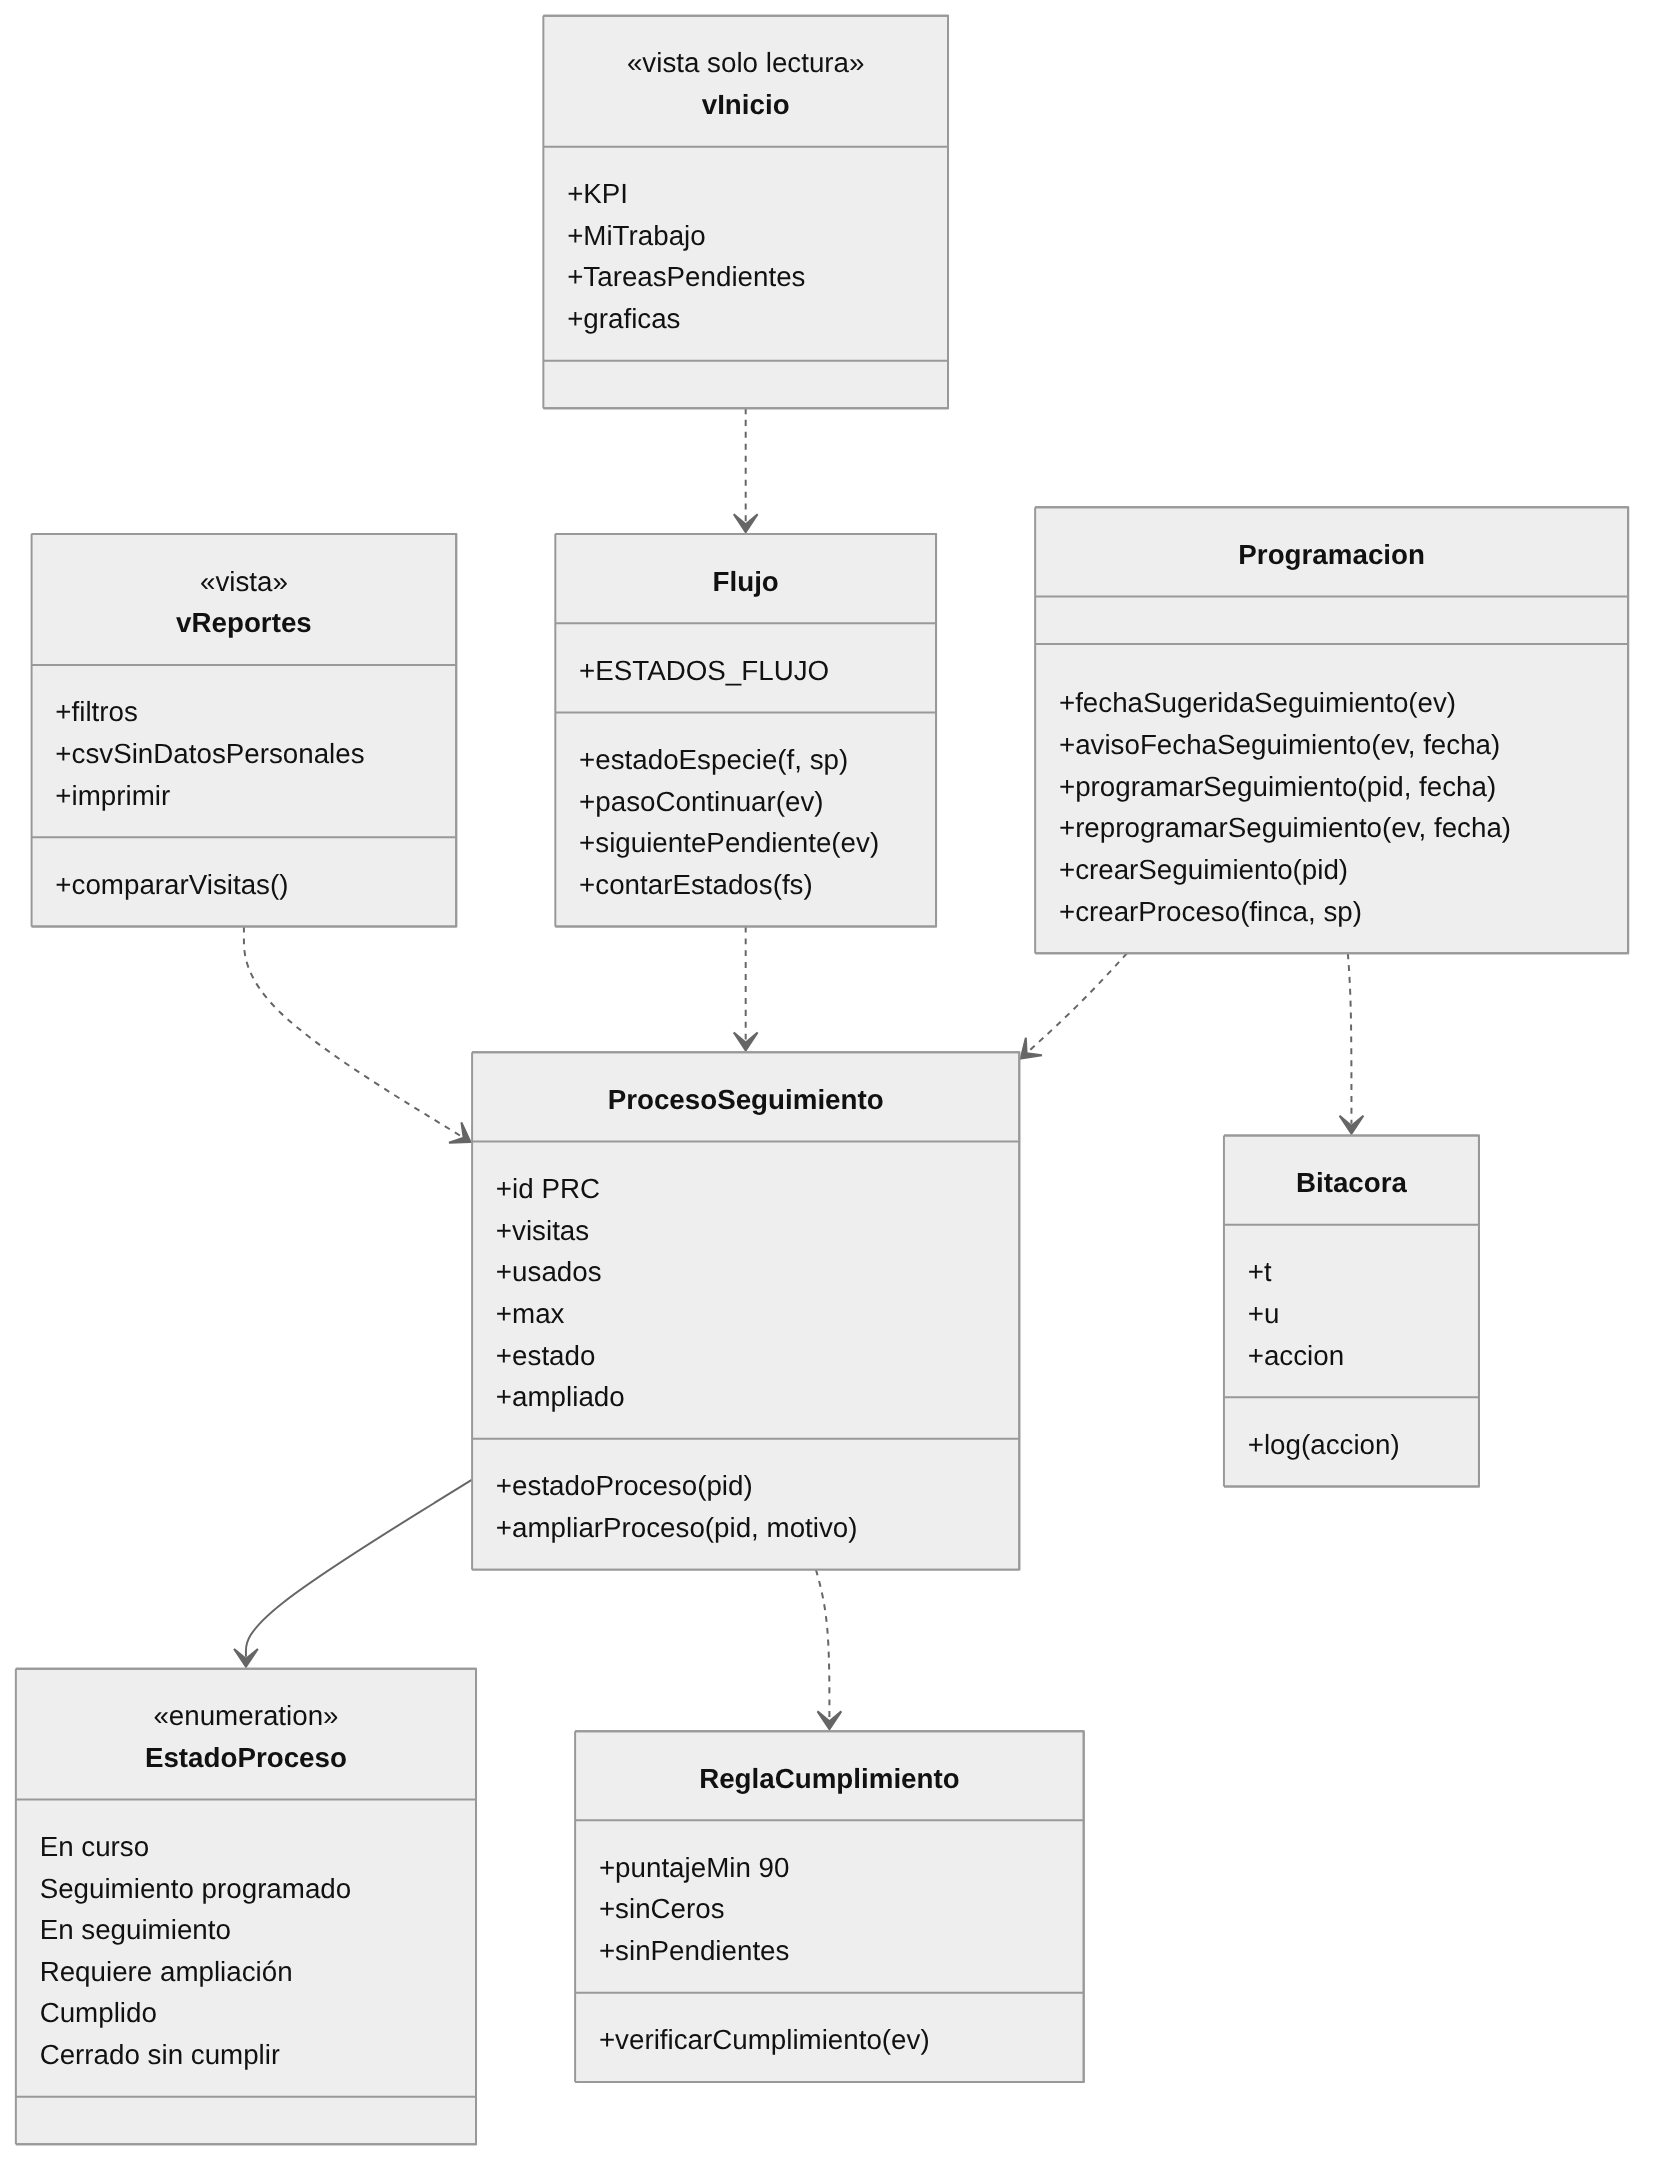 «vista solo lectura»
vInicio
+KPI
+MiTrabajo
+TareasPendientes
+graficas
«vista»
vReportes
+filtros
+csvSinDatosPersonales
+imprimir
+compararVisitas()
Flujo
+ESTADOS_FLUJO
+estadoEspecie(f, sp)
+pasoContinuar(ev)
+siguientePendiente(ev)
+contarEstados(fs)
Programacion
+fechaSugeridaSeguimiento(ev)
+avisoFechaSeguimiento(ev, fecha)
+programarSeguimiento(pid, fecha)
+reprogramarSeguimiento(ev, fecha)
+crearSeguimiento(pid)
+crearProceso(finca, sp)
ProcesoSeguimiento
+id PRC
+visitas
+usados
+max
+estado
+ampliado
+estadoProceso(pid)
+ampliarProceso(pid, motivo)
Bitacora
+t
+u
+accion
+log(accion)
«enumeration»
EstadoProceso
En curso
Seguimiento programado
En seguimiento
Requiere ampliación
Cumplido
Cerrado sin cumplir
ReglaCumplimiento
+puntajeMin 90
+sinCeros
+sinPendientes
+verificarCumplimiento(ev)